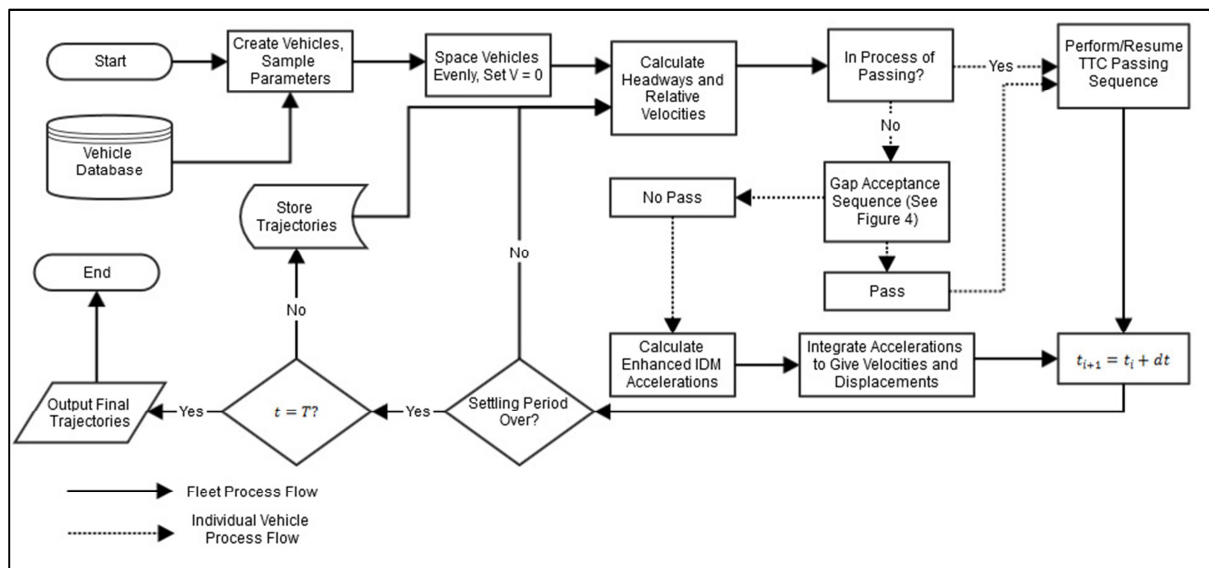 Start
Create Vehicles,
Sample
Parameters
Space Vehicles
Evenly, Set V = 0
Calculate
Headways and
Relative
Velocities
In Process of
Passing?
Yes
Perform/Resume
TTC Passing
Sequence
Vehicle
Database
No
Store
Trajectories
No Pass
Gap Acceptance
Sequence (See
Figure 4)
Pass
No
End
No
Calculate
Enhanced IDM
Accelerations
Integrate Accelerations
to Give Velocities and
Displacements
tᵢ₊₁ = tᵢ + dt
Output Final
Trajectories
Yes
t = T?
Yes
Settling Period
Over?
Fleet Process Flow
Individual Vehicle
Process Flow